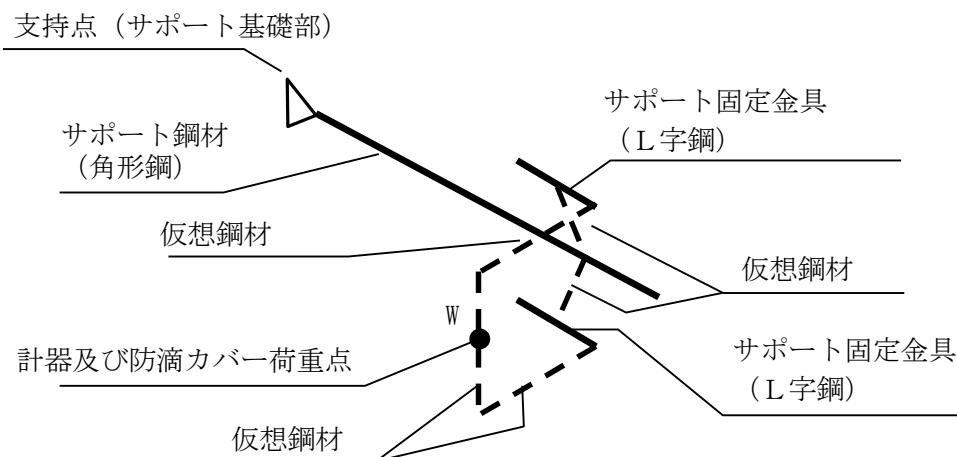 支持点（サポート基礎部）
サポート固定金具
（Ｌ字鋼）
サポート鋼材
（角形鋼）
仮想鋼材
仮想鋼材
W
計器及び防滴カバー荷重点
サポート固定金具
（Ｌ字鋼）
仮想鋼材